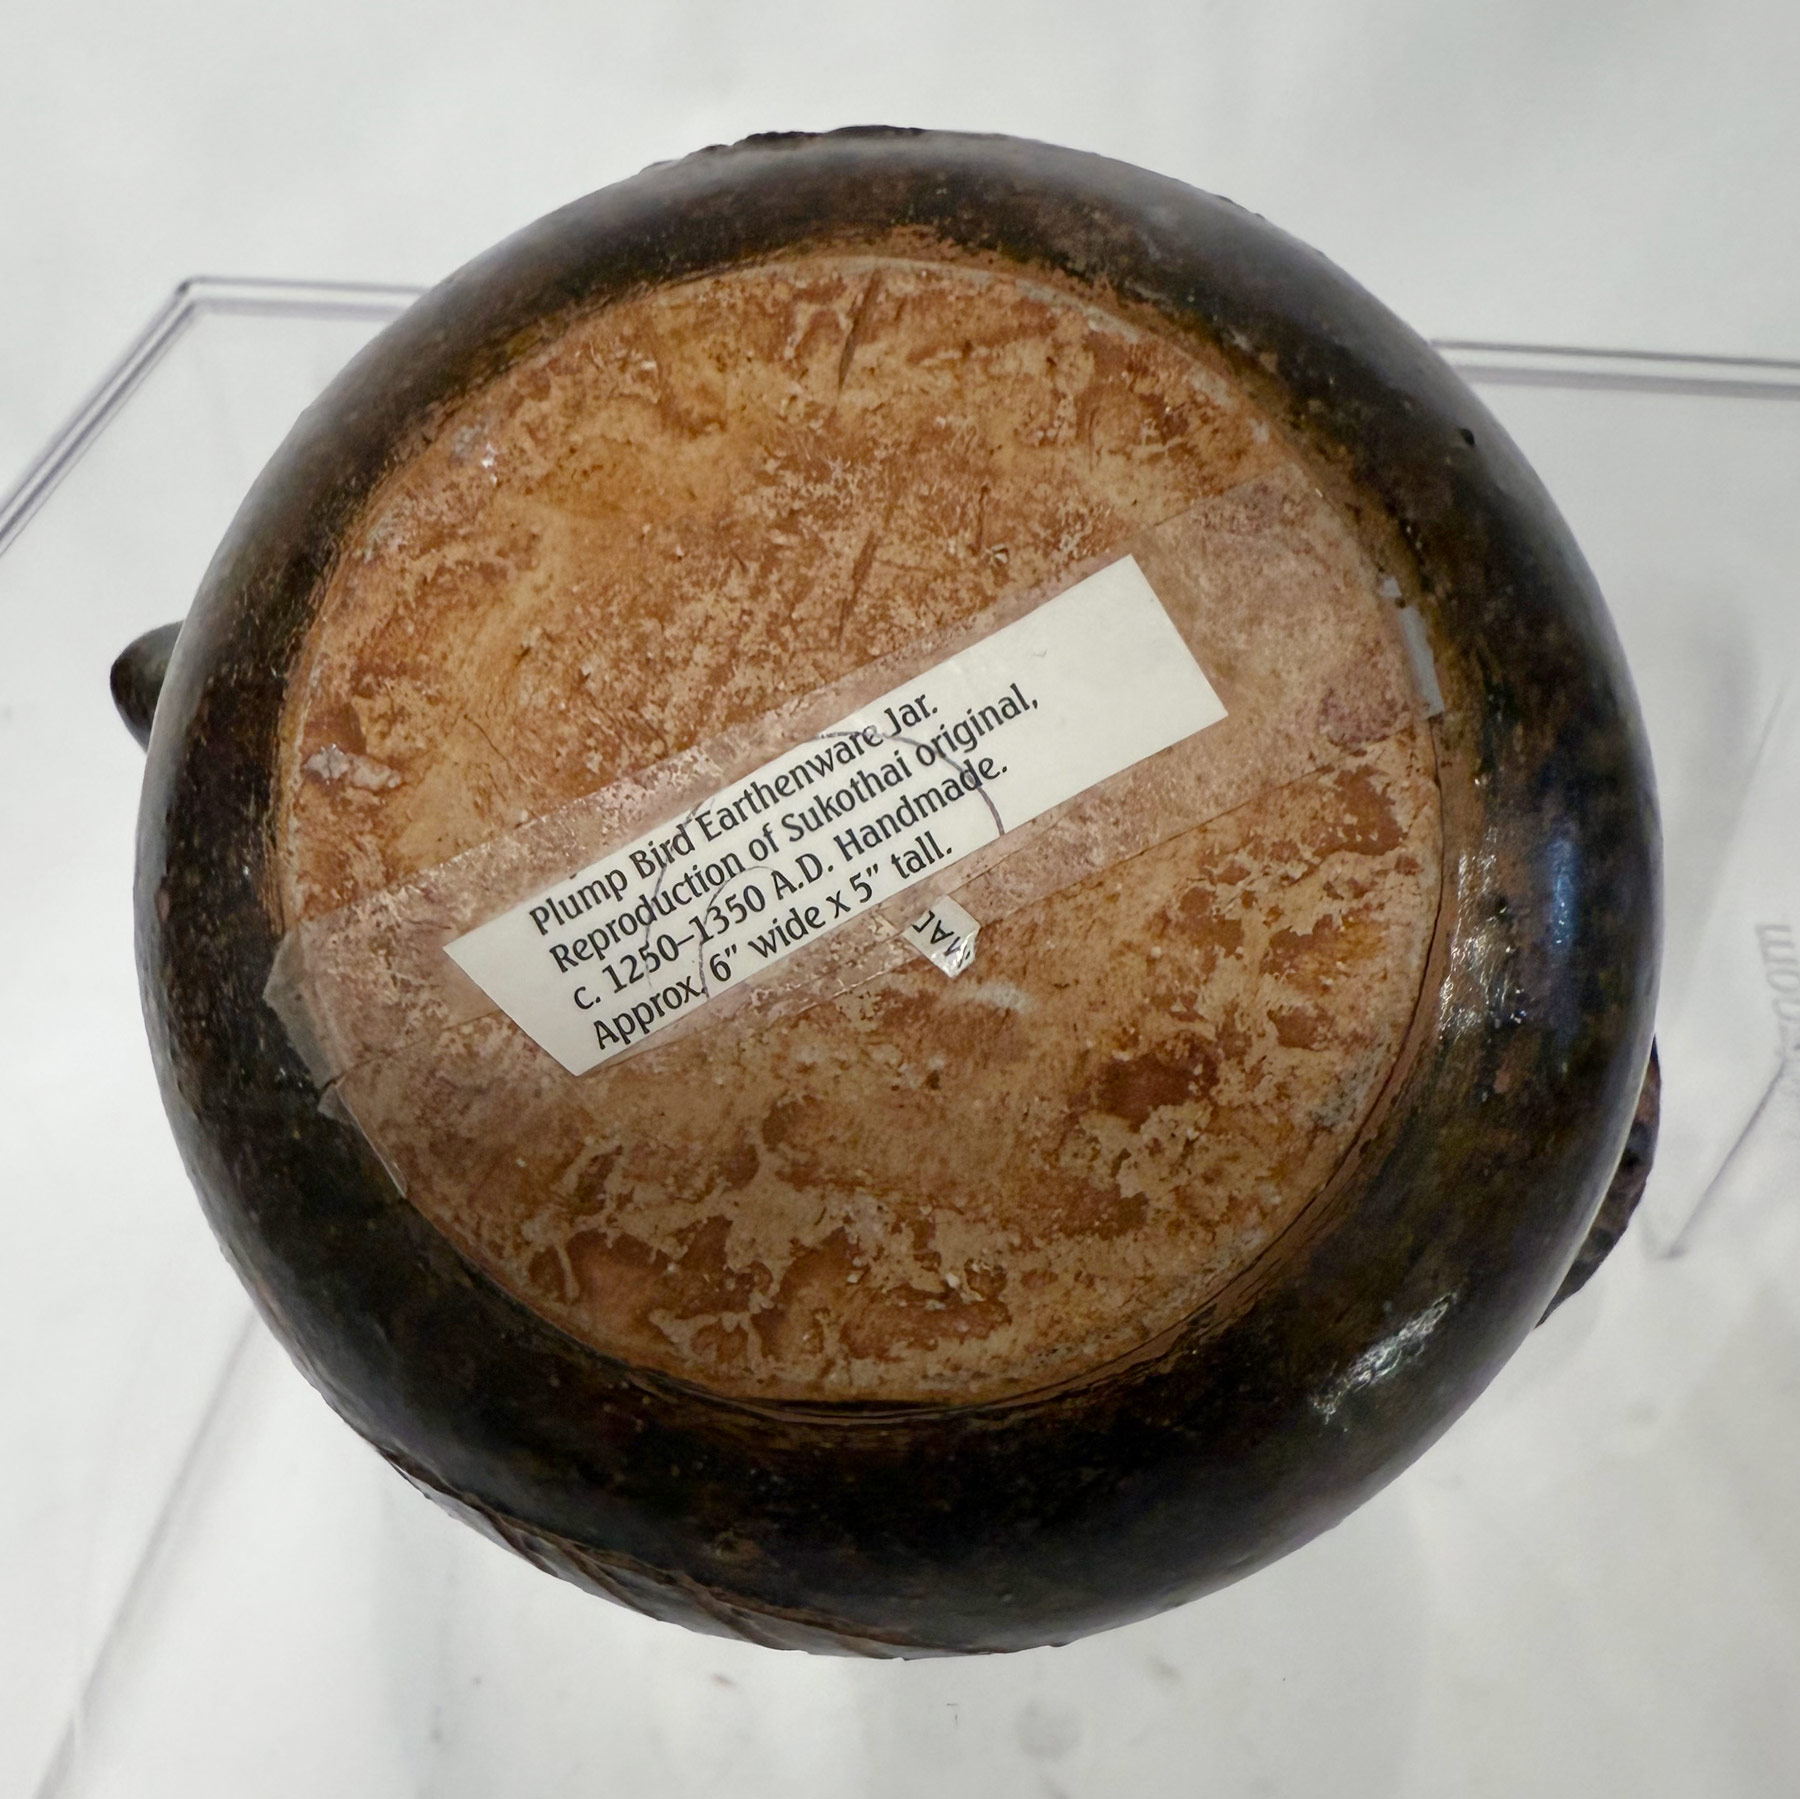 Plump Bird Earthenware Jar.
Reproduction of Sukothai original,
c. 1250–1350 A.D. Handmade.
Approx. 6” wide x 5” tall.